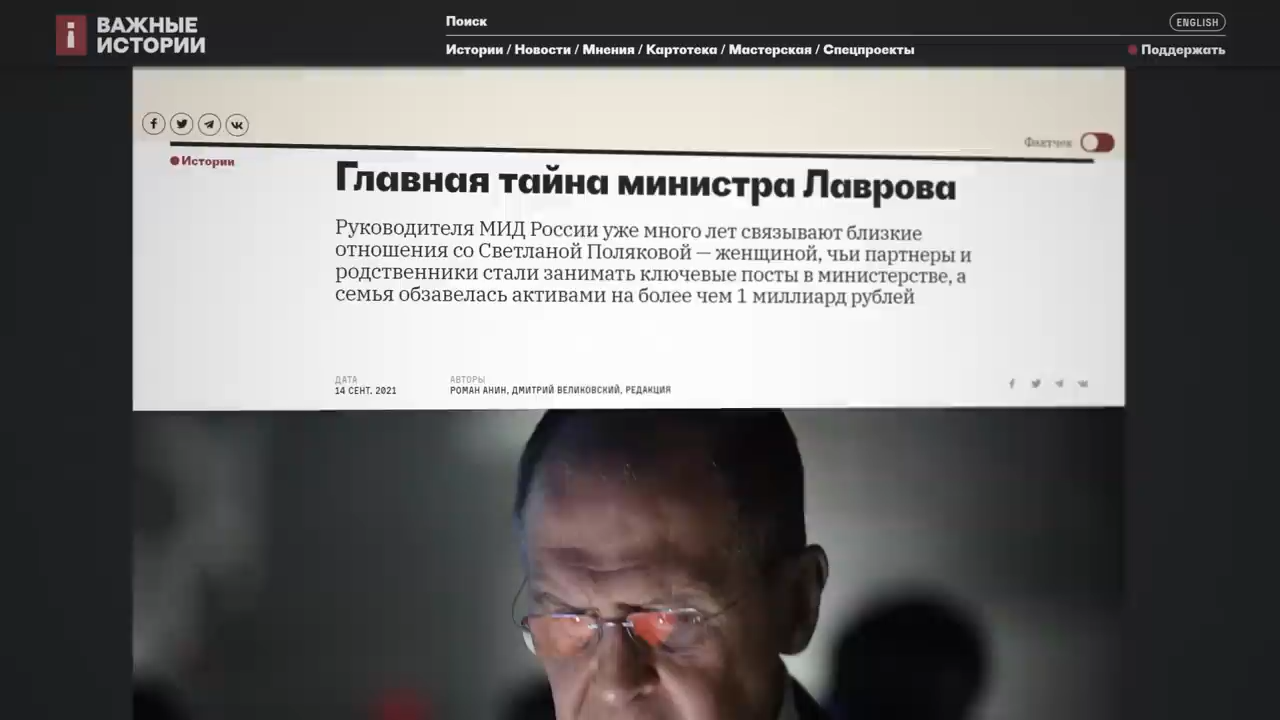 ВАЖНЫЕ
ИСТОРИИ
Поиск
ENGLISH
Истории / Новости / Мнения / Картотека / Мастерская / Спецпроекты
Поддержать
Фактчек
Истории
Главная тайна министра Лаврова
Руководителя МИД России уже много лет связывают близкие
отношения со Светланой Поляковой — женщиной, чьи партнеры и
родственники стали занимать ключевые посты в министерстве, а
семья обзавелась активами на более чем 1 миллиард рублей
ДАТА
14 СЕНТ. 2021
АВТОРЫ
РОМАН АНИН, ДМИТРИЙ ВЕЛИКОВСКИЙ, РЕДАКЦИЯ